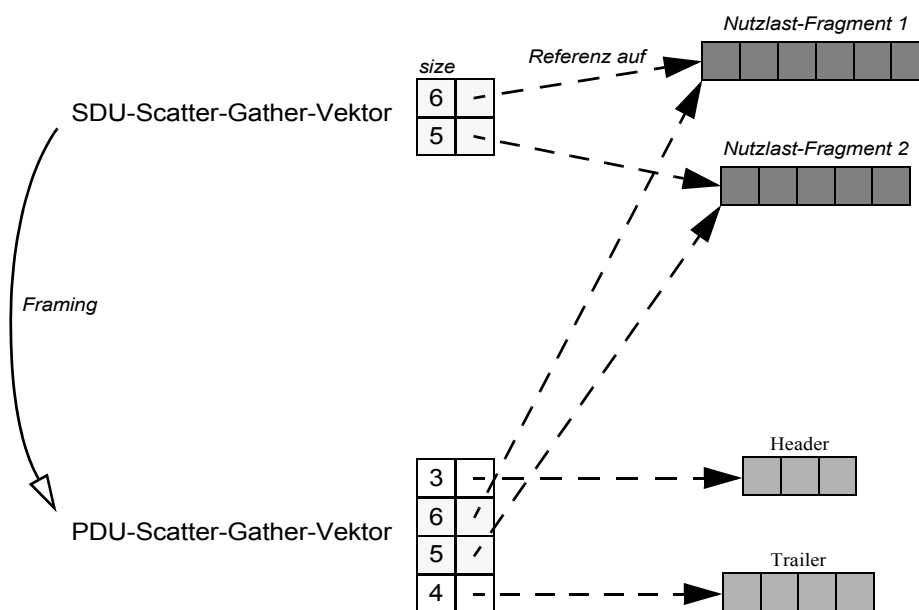 Nutzlast-Fragment 1
Referenz auf
size
6
SDU-Scatter-Gather-Vektor
5
Nutzlast-Fragment 2
Framing
Header
3
6
PDU-Scatter-Gather-Vektor
5
Trailer
4